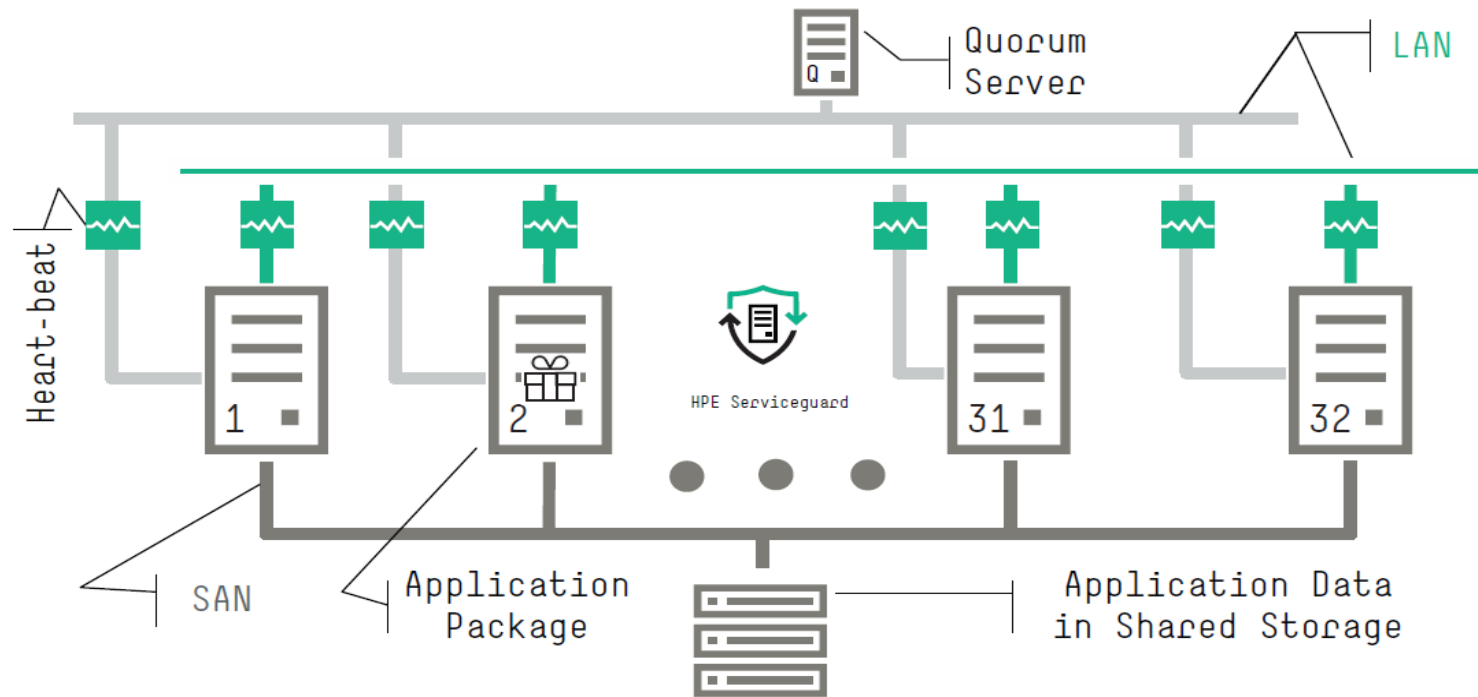 Quorum
Server
LAN
Q
Heart-beat
1
2
HPE Serviceguard
31
32
SAN
Application
Package
Application Data
in Shared Storage